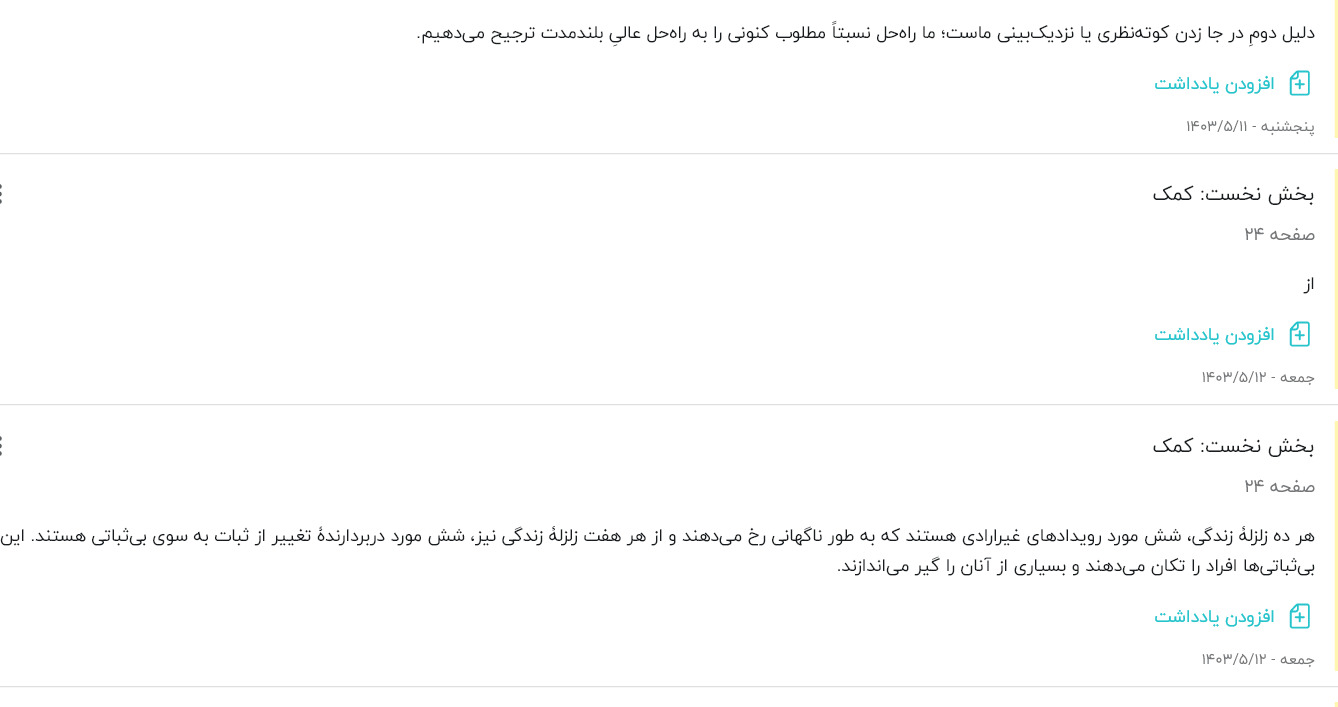 دلیل دومِ در جا زدن کوته‌نظری یا نزدیک‌بینی ماست؛ ما راه‌حل نسبتاً مطلوب کنونی را به راه‌حل عالیِ بلندمدت ترجیح می‌دهیم.
افزودن یادداشت
پنجشنبه - ۱۴۰۳/۵/۱۱
بخش نخست: کمک
صفحه ۲۴
از
افزودن یادداشت
جمعه - ۱۴۰۳/۵/۱۲
بخش نخست: کمک
صفحه ۲۴
هر ده زلزلهٔ زندگی، شش مورد رویدادهای غیرارادی هستند که به طور ناگهانی رخ می‌دهند و از هر هفت زلزلهٔ زندگی نیز، شش مورد دربردارندهٔ تغییر از ثبات به سوی بی‌ثباتی هستند. این
بی‌ثباتی‌ها افراد را تکان می‌دهند و بسیاری از آنان را گیر می‌اندازند.
افزودن یادداشت
جمعه - ۱۴۰۳/۵/۱۲